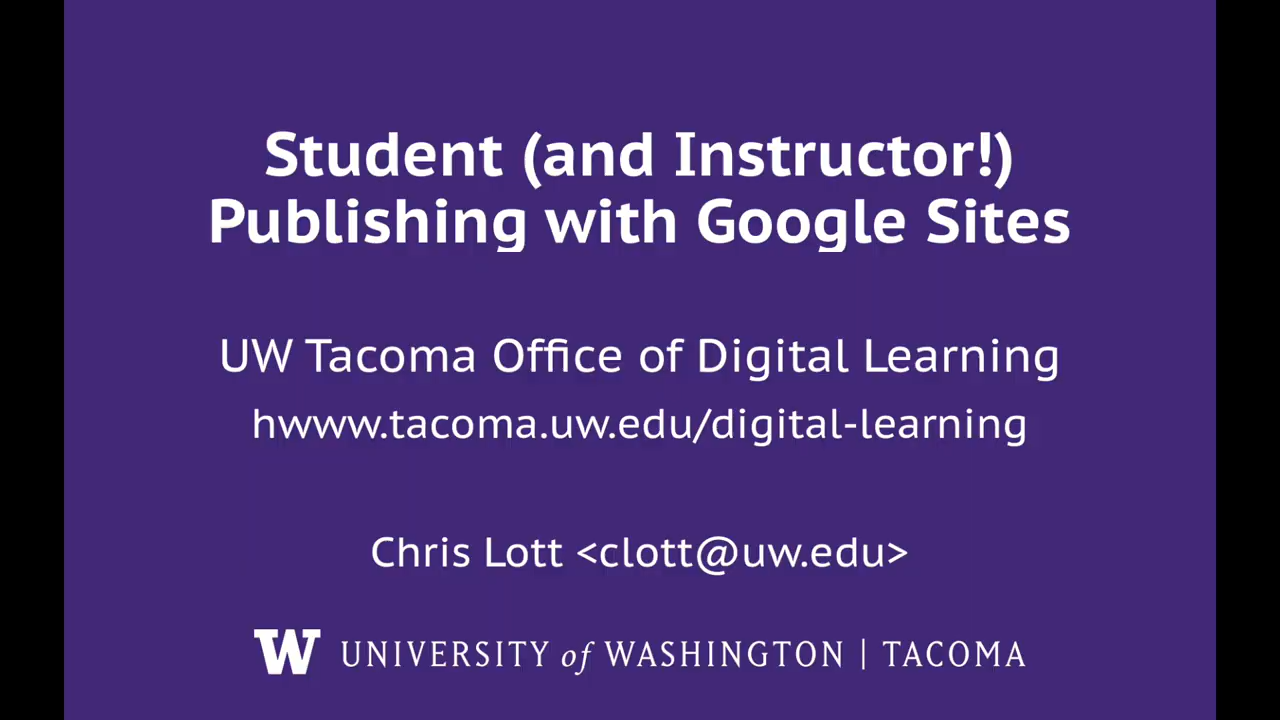 Student (and Instructor!)
Publishing with Google Sites
UW Tacoma Office of Digital Learning
hwww.tacoma.uw.edu/digital-learning
Chris Lott <clott@uw.edu>
W UNIVERSITY of WASHINGTON | TACOMA